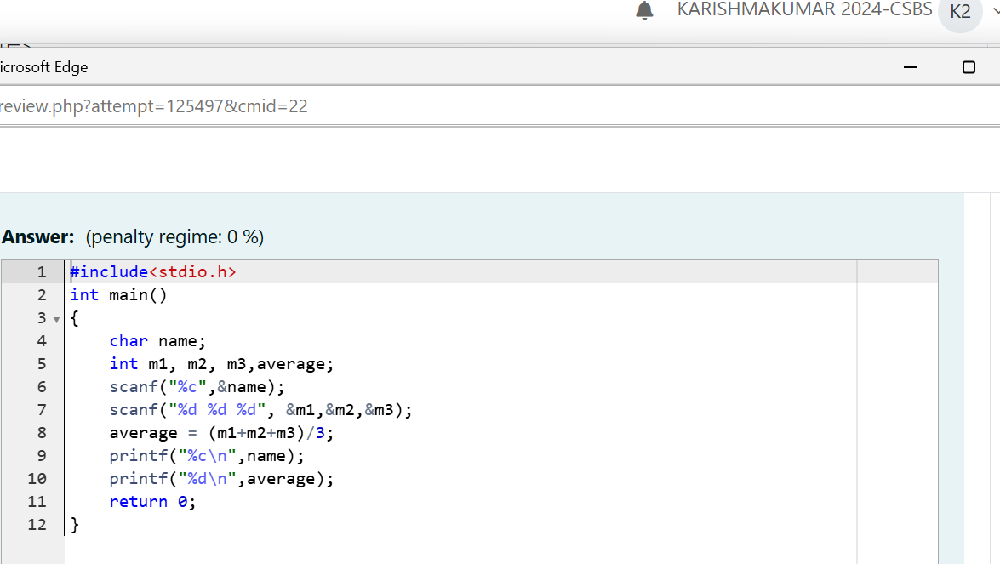 KARISHMAKUMAR 2024-CSBS K2
icrosoft Edge
review.php?attempt=125497&cmid=22
Answer: (penalty regime: 0 %)
1 #include<stdio.h>
2 int main()
3 {
4 char name;
5 int m1, m2, m3,average;
6 scanf("%c",&name);
7 scanf("%d %d %d", &m1,&m2,&m3);
8 average = (m1+m2+m3)/3;
9 printf("%c\n",name);
10 printf("%d\n",average);
11 return 0;
12 }